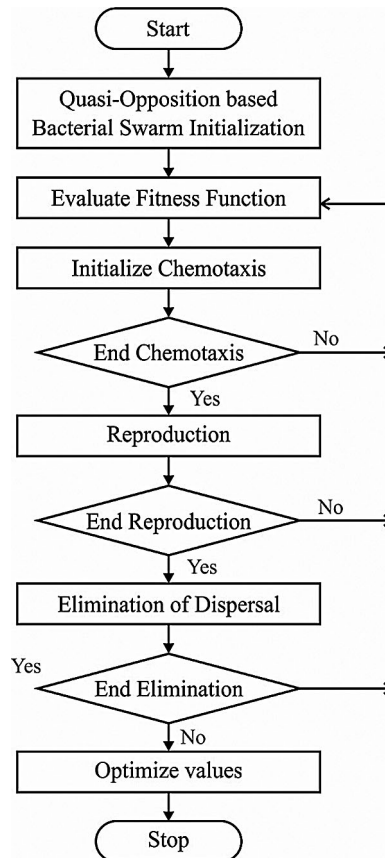 Start
Quasi-Opposition based
Bacterial Swarm Initialization
Evaluate Fitness Function
Initialize Chemotaxis
End Chemotaxis
No
Yes
Reproduction
End Reproduction
No
Yes
Elimination of Dispersal
Yes
End Elimination
No
Optimize values
Stop